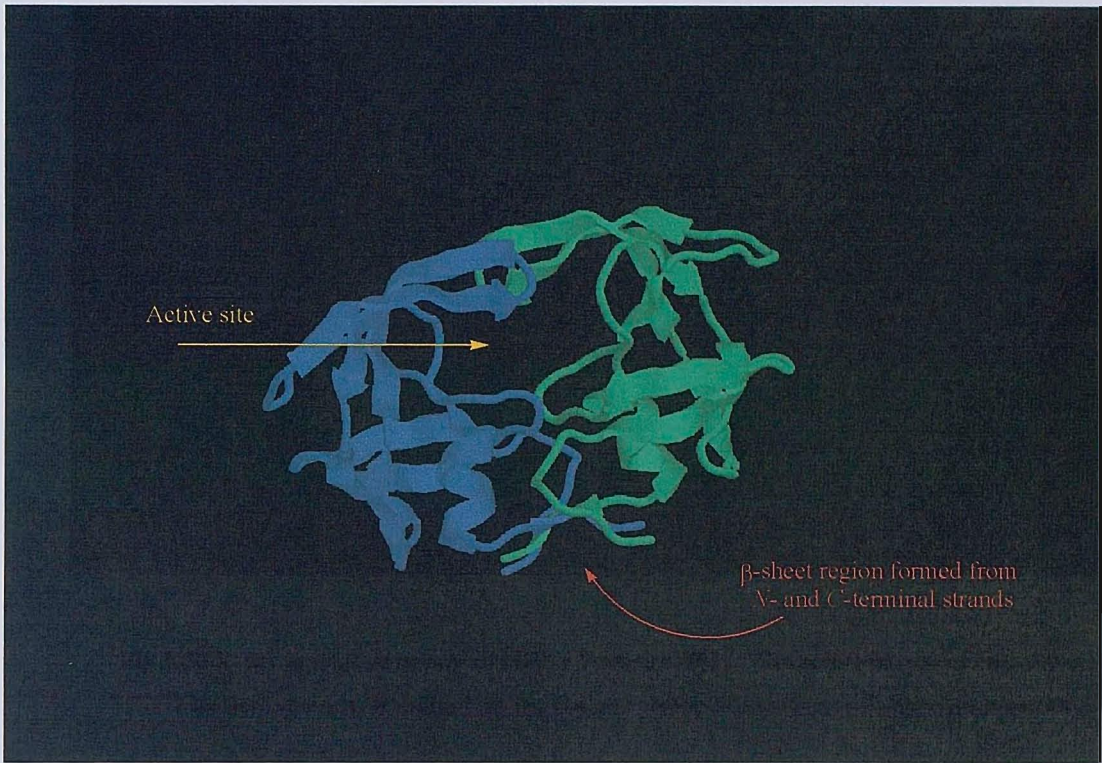 Active site
β-sheet region formed from
N- and C-terminal strands